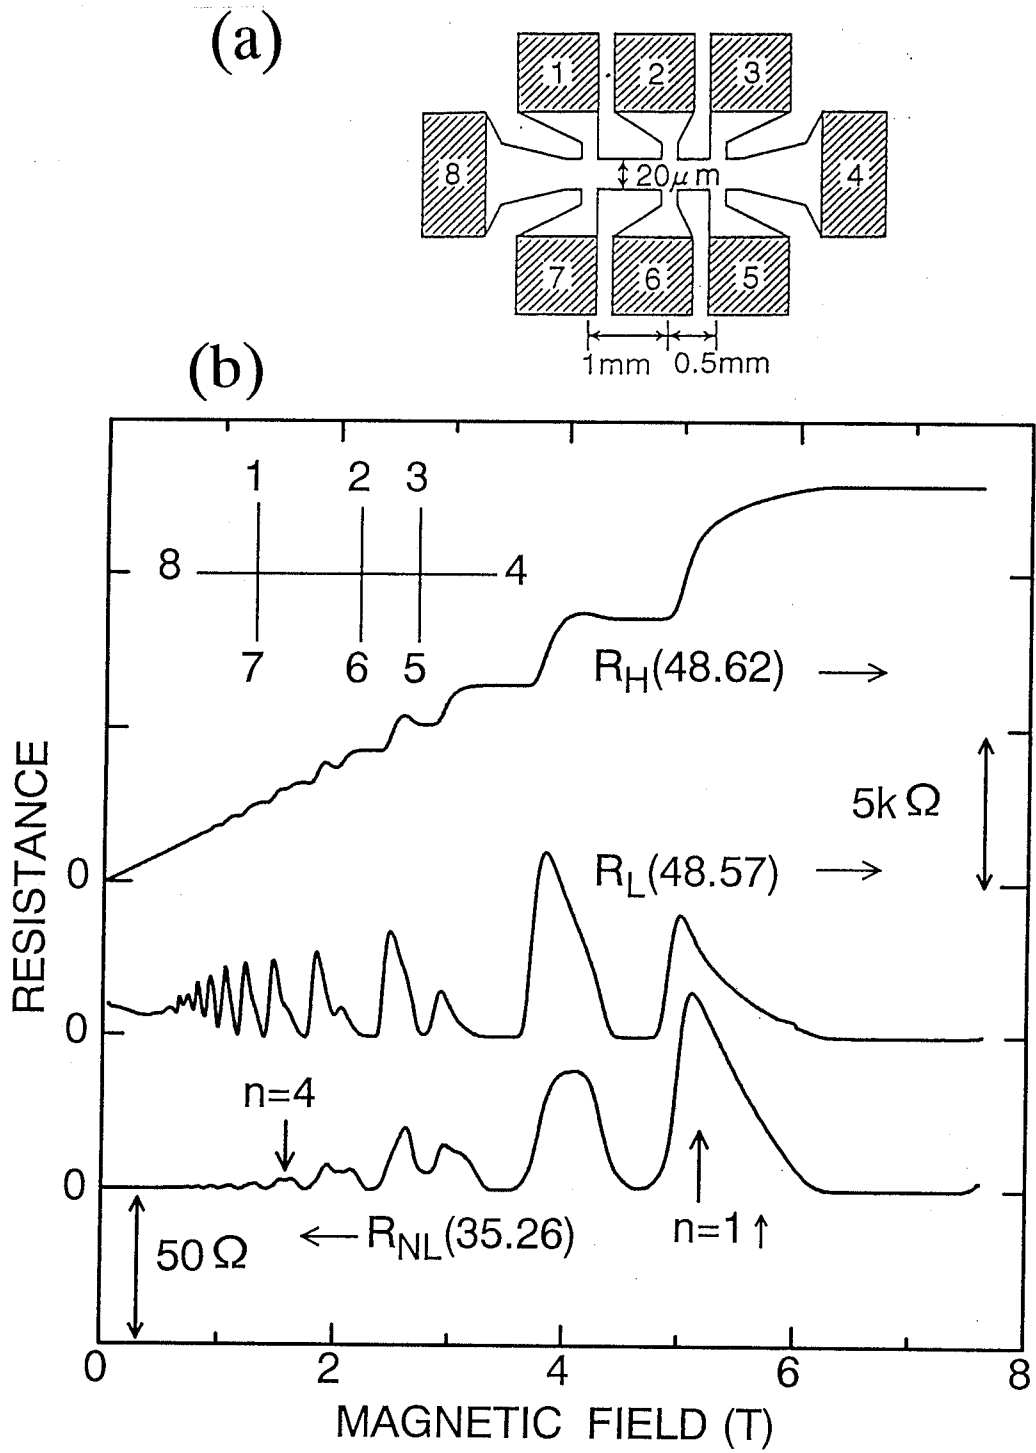 (a)
1 2 3
8 20μm 4
7 6 5
1mm 0.5mm
(b)
1 2 3
8 4
7 6 5
R_H(48.62) →
5kΩ
R_L(48.57) →
0
0
n=4
0
← R_NL(35.26)
n=1↑
50Ω
RESISTANCE
0 2 4 6 8
MAGNETIC FIELD (T)